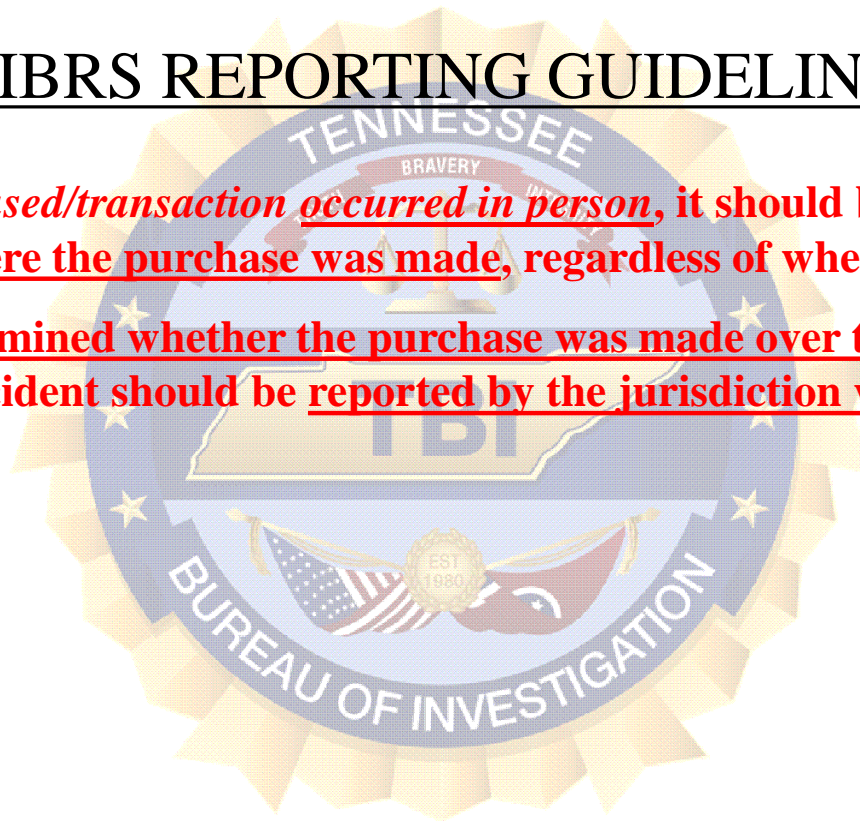 IBRS REPORTING GUIDELIN
TENNESSEE
BRAVERY
sed/transaction occurred in person, it should b
ere the purchase was made, regardless of whe
mined whether the purchase was made over t
ident should be reported by the jurisdiction
TBI
EST
1980
BUREAU OF INVESTIGATION